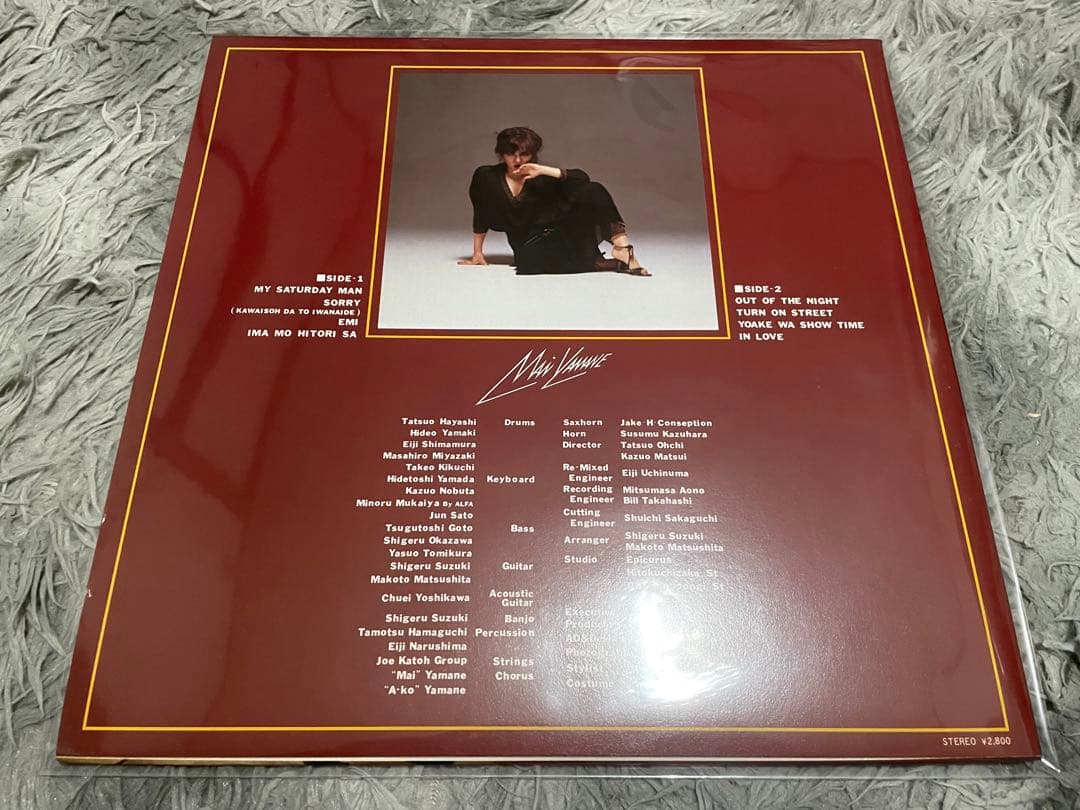 ■SIDE-1
MY SATURDAY MAN
SORRY
(KAWAISOH DA TO IWANAIDE)
EMI
IMA MO HITORI SA
■SIDE-2
OUT OF THE NIGHT
TURN ON STREET
YOAKE WA SHOW TIME
IN LOVE
Mai Yamane
Tatsuo Hayashi Drums
Hideo Yamaki
Eiji Shimamura
Masahiro Miyazaki
Takeo Kikuchi
Hidetoshi Yamada Keyboard
Kazuo Nobuta
Minoru Mukaiya By ALFA
Jun Sato
Tsugutoshi Goto Bass
Shigeru Okazawa
Yasuo Tomikura
Shigeru Suzuki Guitar
Makoto Matsushita
Chuei Yoshikawa Acoustic
Guitar
Shigeru Suzuki Banjo
Tamotsu Hamaguchi Percussion
Eiji Narushima
Joe Katoh Group Strings
"Mai" Yamane Chorus
"A-ko" Yamane
Saxhorn Jake·H·Conseption
Horn Susumu Kazuhara
Director Tatsuo Ohchi
Kazuo Matsui
Re-Mixed
Engineer Eiji Uchinuma
Recording Mitsumasa Aono
Engineer Bill Takahashi
Cutting
Engineer Shuichi Sakaguchi
Arranger Shigeru Suzuki
Makoto Matsushita
Studio Epicurus
Hitokuchizaka St
St
STEREO ¥2,800